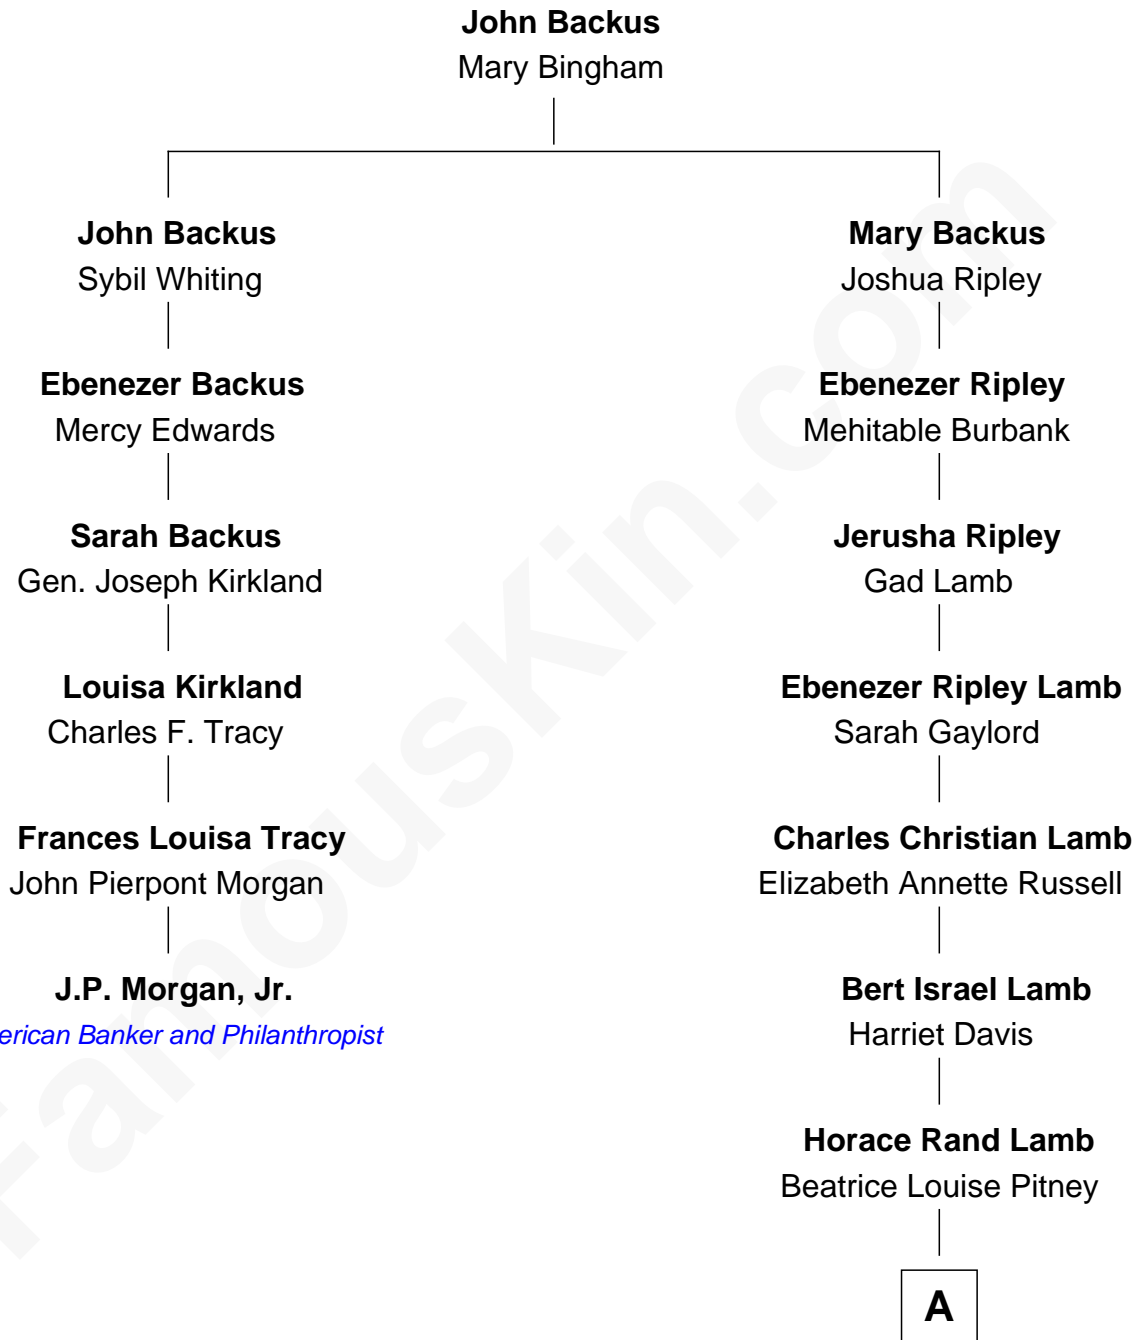 John Backus
Mary Bingham
John Backus
Sybil Whiting
Mary Backus
Joshua Ripley
Ebenezer Backus
Mercy Edwards
Ebenezer Ripley
Mehitable Burbank
Sarah Backus
Gen. Joseph Kirkland
Jerusha Ripley
Gad Lamb
Louisa Kirkland
Charles F. Tracy
Ebenezer Ripley Lamb
Sarah Gaylord
Frances Louisa Tracy
John Pierpont Morgan
Charles Christian Lamb
Elizabeth Annette Russell
J.P. Morgan, Jr.
erican Banker and Philanthropist
Bert Israel Lamb
Harriet Davis
Horace Rand Lamb
Beatrice Louise Pitney
A
FamousKin.com